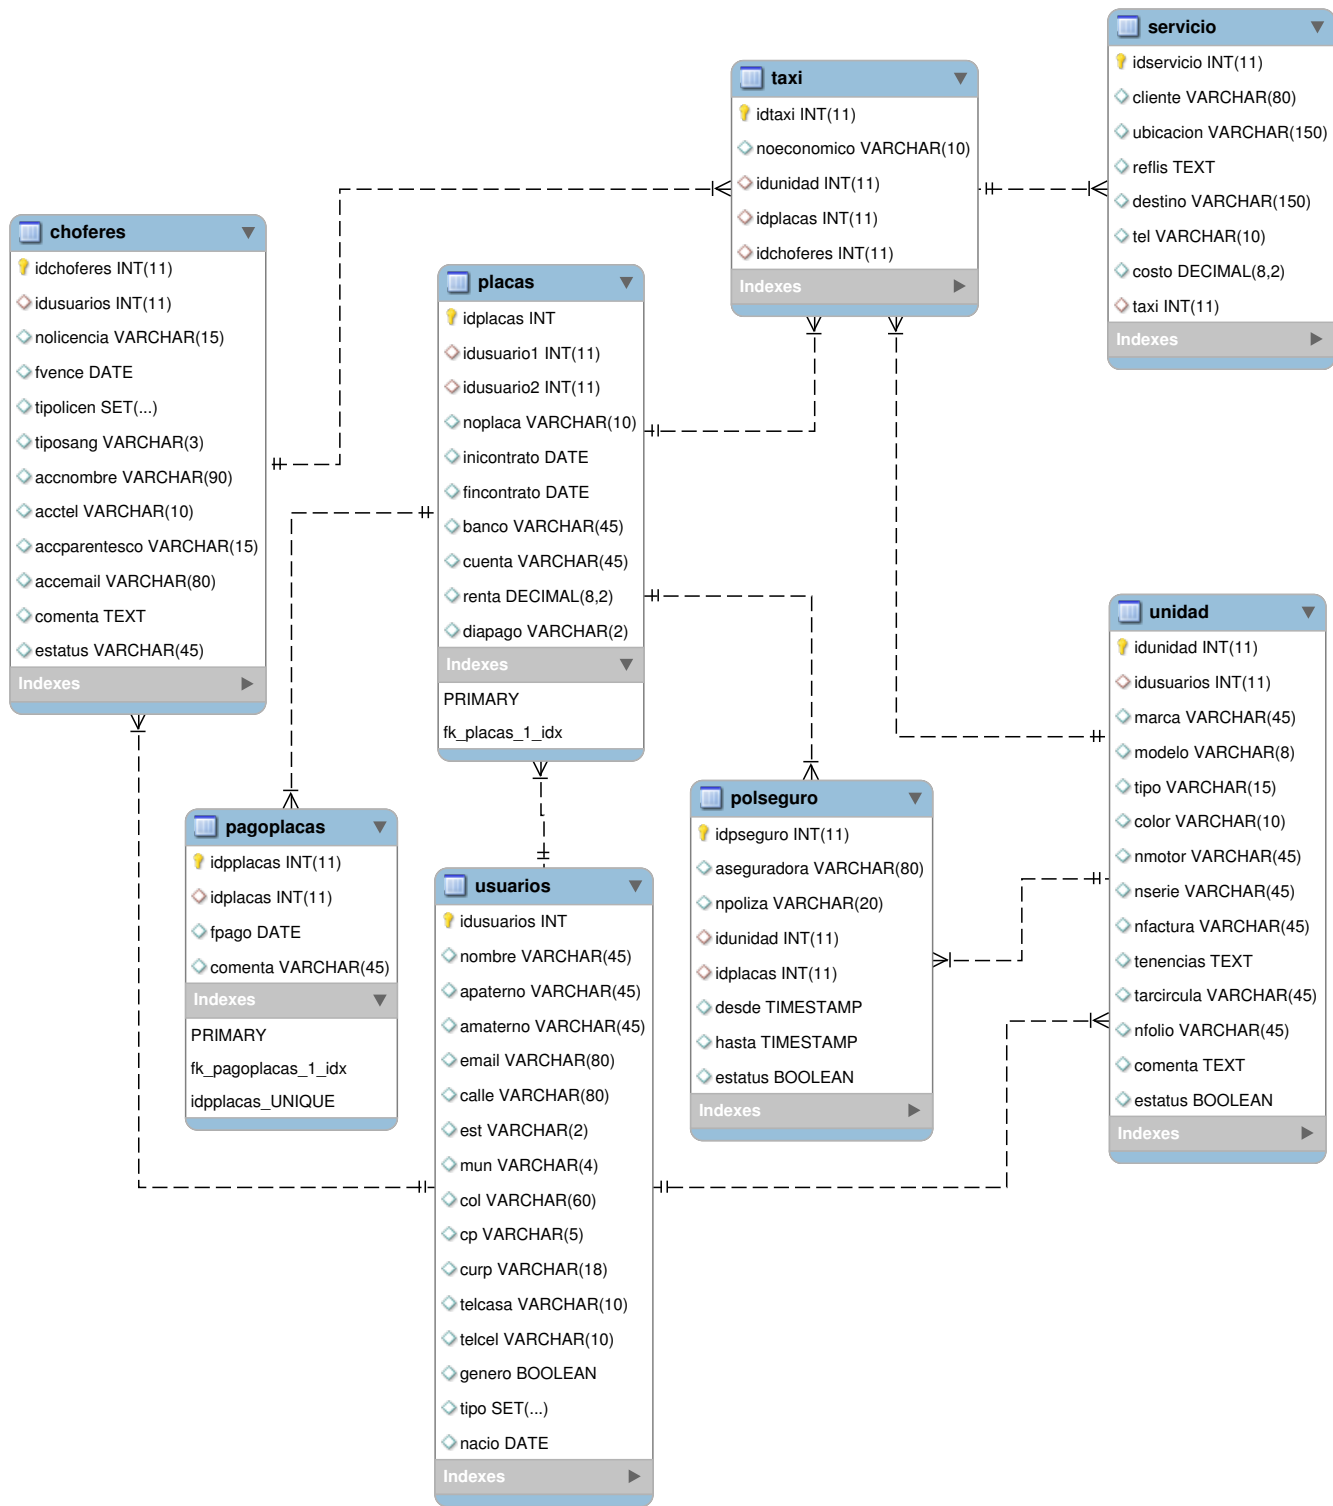 servicio
idservicio INT(11)
cliente VARCHAR(80)
ubicacion VARCHAR(150)
reflis TEXT
destino VARCHAR(150)
tel VARCHAR(10)
costo DECIMAL(8,2)
taxi INT(11)
Indexes
taxi
idtaxi INT(11)
noeconomico VARCHAR(10)
idunidad INT(11)
idplacas INT(11)
idchoferes INT(11)
Indexes
choferes
idchoferes INT(11)
idusuarios INT(11)
nolicencia VARCHAR(15)
fvence DATE
tipolicen SET(...)
tiposang VARCHAR(3)
accnombre VARCHAR(90)
acctel VARCHAR(10)
accparentesco VARCHAR(15)
accemail VARCHAR(80)
comenta TEXT
estatus VARCHAR(45)
Indexes
placas
idplacas INT
idusuario1 INT(11)
idusuario2 INT(11)
noplaca VARCHAR(10)
inicontrato DATE
fincontrato DATE
banco VARCHAR(45)
cuenta VARCHAR(45)
renta DECIMAL(8,2)
diapago VARCHAR(2)
Indexes
PRIMARY
fk_placas_1_idx
unidad
idunidad INT(11)
idusuarios INT(11)
marca VARCHAR(45)
modelo VARCHAR(8)
tipo VARCHAR(15)
color VARCHAR(10)
nmotor VARCHAR(45)
nserie VARCHAR(45)
nfactura VARCHAR(45)
tenencias TEXT
tarcircula VARCHAR(45)
nfolio VARCHAR(45)
comenta TEXT
estatus BOOLEAN
Indexes
polseguro
idpseguro INT(11)
aseguradora VARCHAR(80)
npoliza VARCHAR(20)
idunidad INT(11)
idplacas INT(11)
desde TIMESTAMP
hasta TIMESTAMP
estatus BOOLEAN
Indexes
pagoplacas
idpplacas INT(11)
idplacas INT(11)
fpago DATE
comenta VARCHAR(45)
Indexes
PRIMARY
fk_pagoplacas_1_idx
idpplacas_UNIQUE
usuarios
idusuarios INT
nombre VARCHAR(45)
apaterno VARCHAR(45)
amaterno VARCHAR(45)
email VARCHAR(80)
calle VARCHAR(80)
est VARCHAR(2)
mun VARCHAR(4)
col VARCHAR(60)
cp VARCHAR(5)
curp VARCHAR(18)
telcasa VARCHAR(10)
telcel VARCHAR(10)
genero BOOLEAN
tipo SET(...)
nacio DATE
Indexes